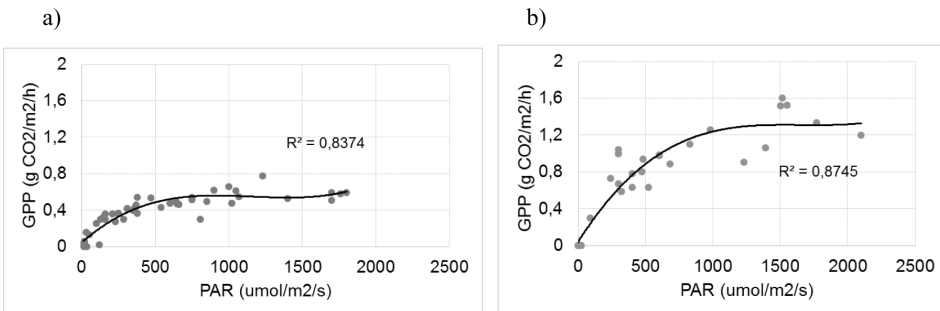 a)
b)
2
1,6
1,2
0,8
0,4
0
GPP (g CO2/m2/h)
R² = 0,8374
0 500 1000 1500 2000 2500
PAR (umol/m2/s)
2
1,6
1,2
0,8
0,4
0
GPP (g CO2/m2/h)
R² = 0,8745
0 500 1000 1500 2000 2500
PAR (umol/m2/s)